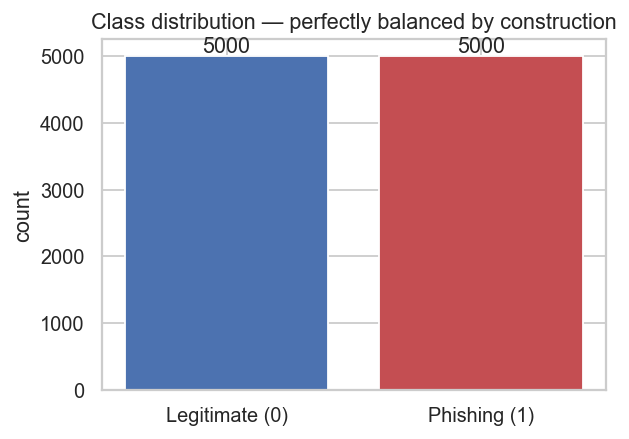 Class distribution — perfectly balanced by construction
5000 5000
5000
4000
3000
2000
1000
0
count
Legitimate (0) Phishing (1)